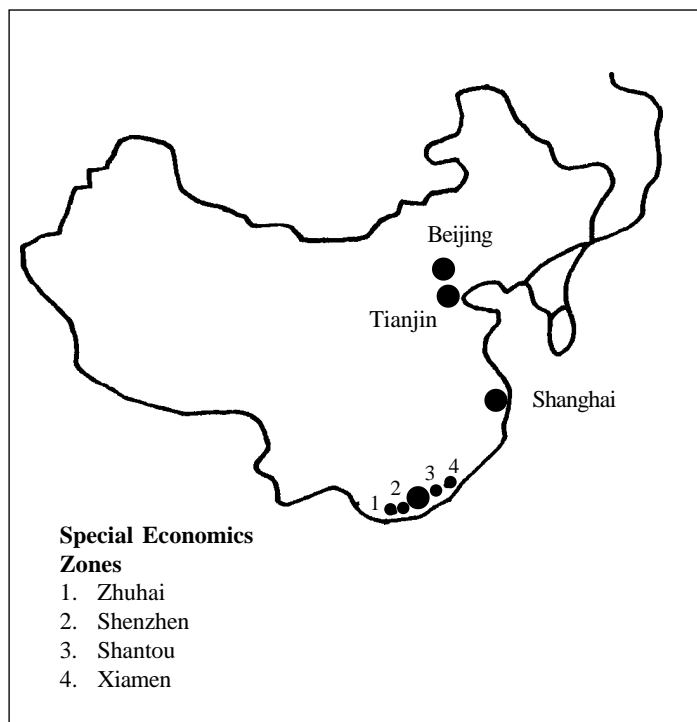 Beijing
Tianjin
Shanghai
4
3
2
1
Special Economics
Zones
1. Zhuhai
2. Shenzhen
3. Shantou
4. Xiamen